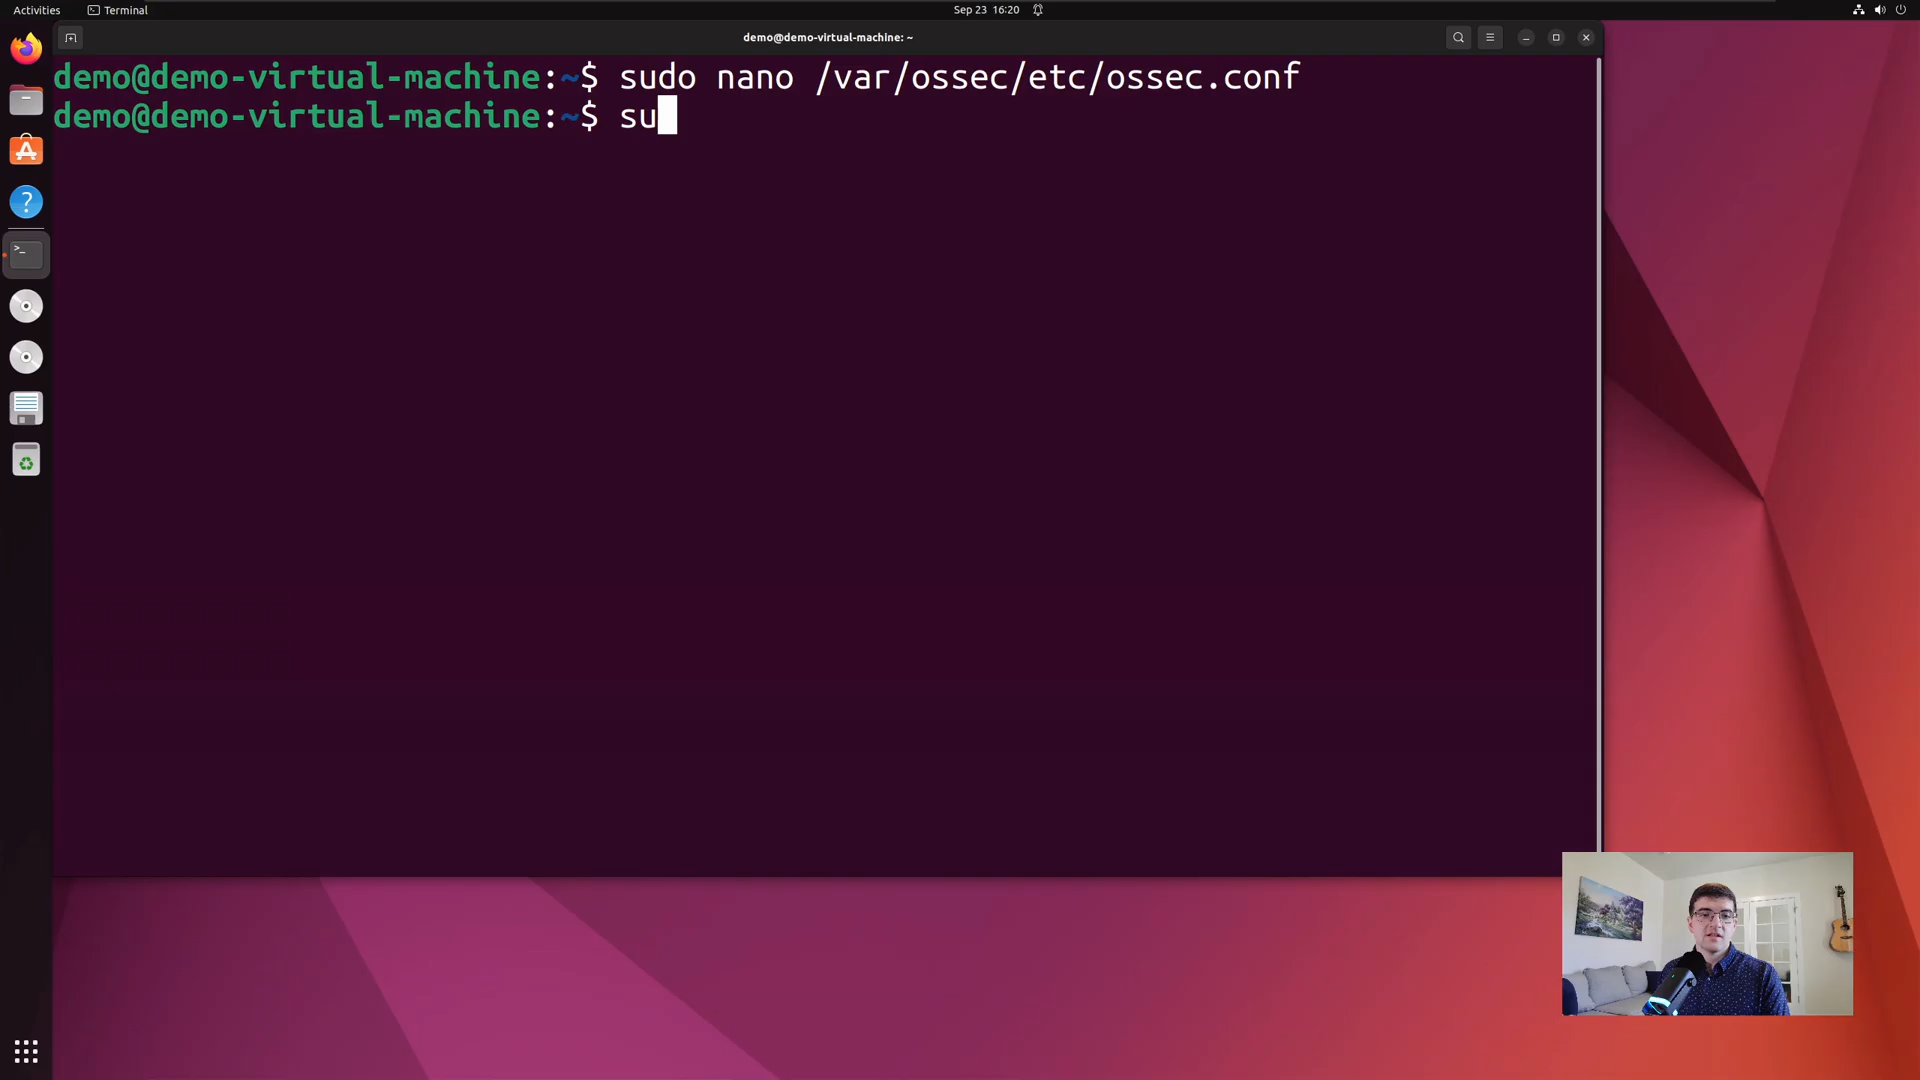 Activities
Terminal
Sep 23 16:20
demo@demo-virtual-machine: ~
demo@demo-virtual-machine:~$ sudo nano /var/ossec/etc/ossec.conf
demo@demo-virtual-machine:~$ su